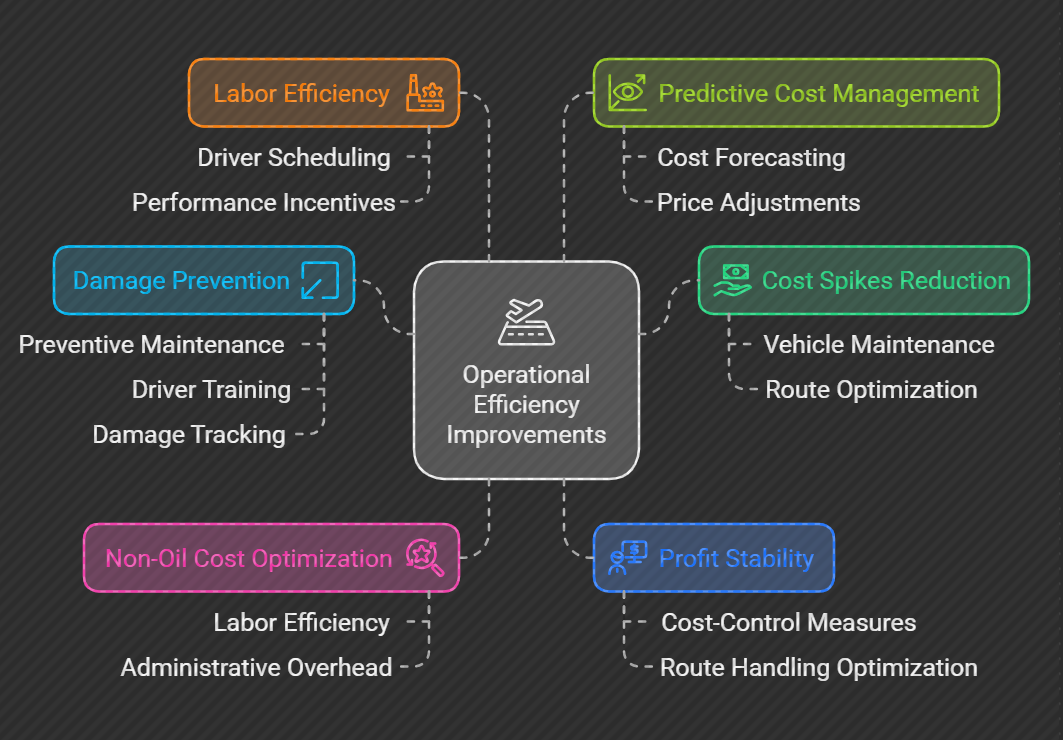 Labor Efficiency
Driver Scheduling
Performance Incentives
Predictive Cost Management
Cost Forecasting
Price Adjustments
Damage Prevention
Preventive Maintenance
Driver Training
Damage Tracking
Operational
Efficiency
Improvements
Cost Spikes Reduction
Vehicle Maintenance
Route Optimization
Non-Oil Cost Optimization
Labor Efficiency
Administrative Overhead
Profit Stability
Cost-Control Measures
Route Handling Optimization